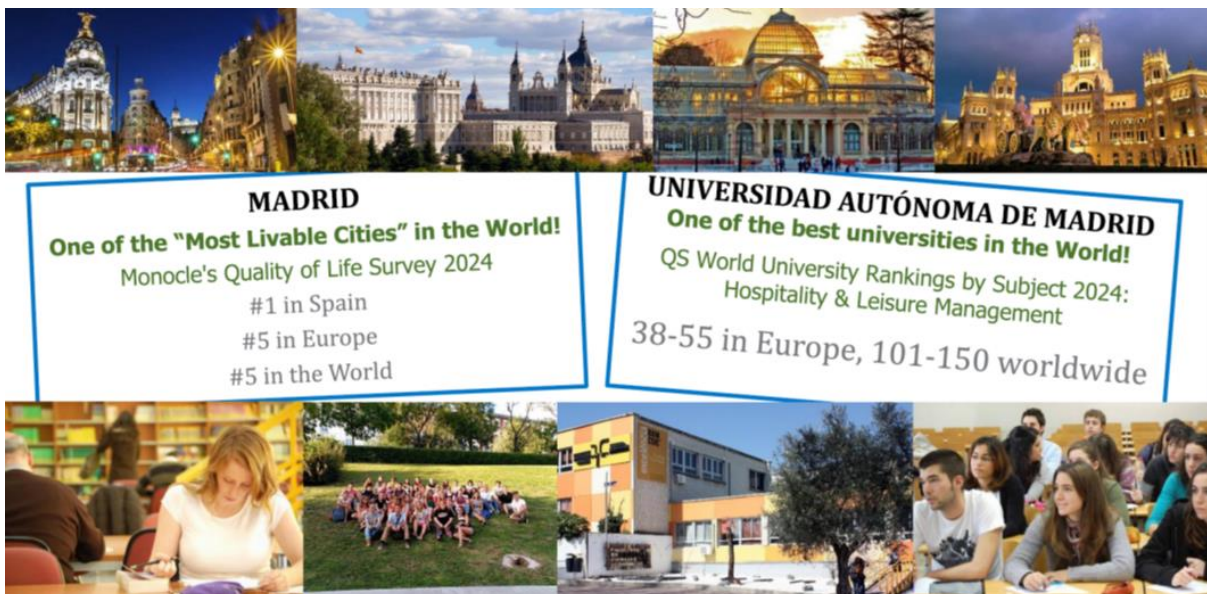 MADRID
One of the “Most Livable Cities” in the World!
Monocle's Quality of Life Survey 2024
#1 in Spain
#5 in Europe
#5 in the World
UNIVERSIDAD AUTÓNOMA DE MADRID
One of the best universities in the World!
QS World University Rankings by Subject 2024:
Hospitality & Leisure Management
38-55 in Europe, 101-150 worldwide